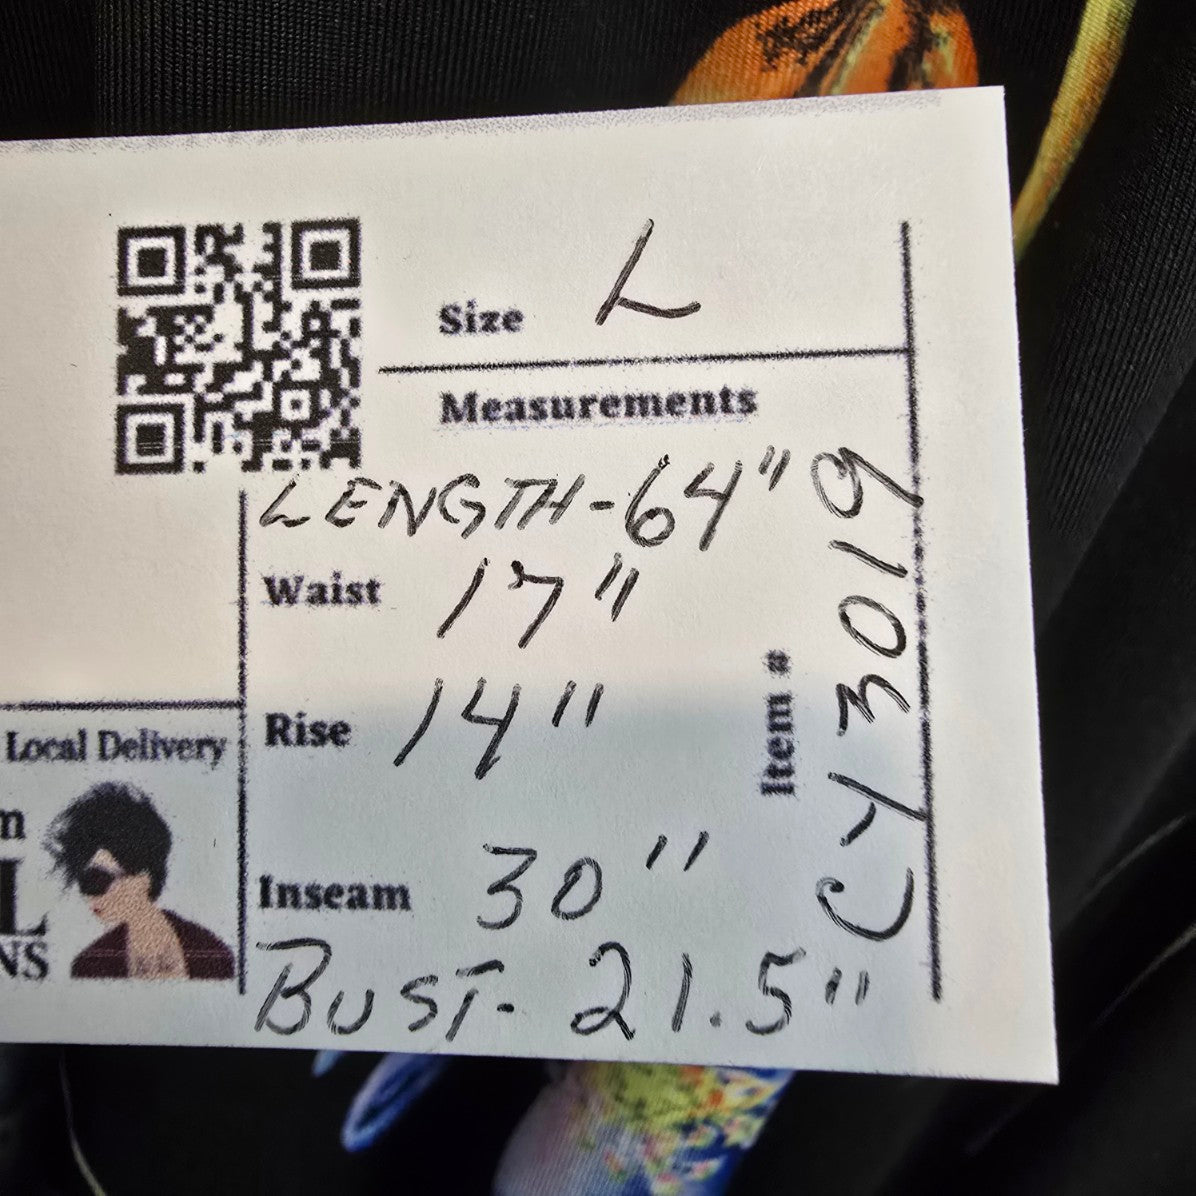 Size L
Measurements
LENGTH-64"
Waist 17"
Rise 14"
Inseam 30"
BUST- 21.5"
Item # CY3019
Local Delivery